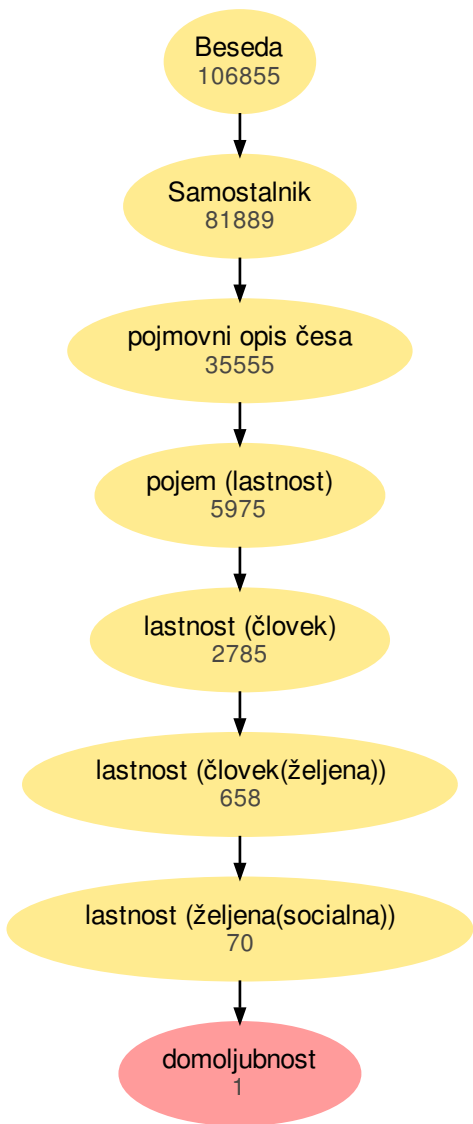 Beseda
106855
Samostalnik
81889
pojmovni opis česa
35555
pojem (lastnost)
5975
lastnost (človek)
2785
lastnost (človek(željena))
658
lastnost (željena(socialna))
70
domoljubnost
1